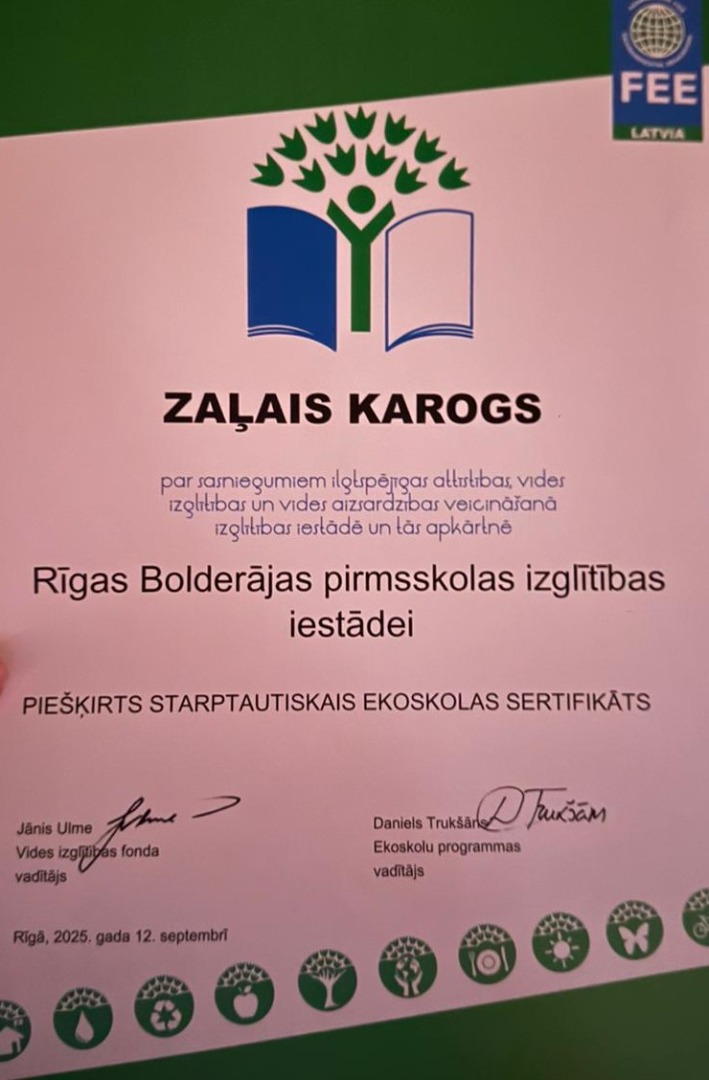 FEE
LATVIA
ZAĻAIS KAROGS
par sasniegumiem ilgtspējīgas attīstības, vides
izglītības un vides aizsardzības veicināšanā
izglītības iestādē un tās apkārtnē
Rīgas Bolderājas pirmsskolas izglītības
iestādei
PIEŠĶIRTS STARPTAUTISKAIS EKOSKOLAS SERTIFIKĀTS
Jānis Ulme
Vides izglītības fonda
vadītājs
Daniels Trukšāns
D Trukšān
Ekoskolu programmas
vadītājs
Rīgā, 2025. gada 12. septembrī